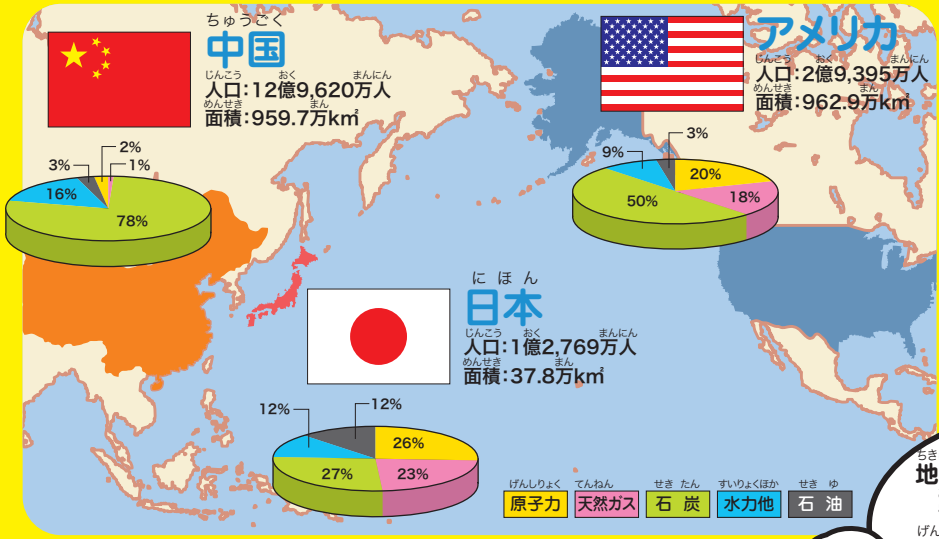 ちゅうごく
中国
じんこう おく まんにん
人口:12億9,620万人
めんせき まん
面積:959.7万km²
2%
3%
1%
16%
78%
アメリカ
じんこう おく まんにん
人口:2億9,395万人
めんせき まん
面積:962.9万km²
3%
9%
20%
18%
50%
にほん
日本
じんこう おく まんにん
人口:1億2,769万人
めんせき まん
面積:37.8万km²
12%
12%
26%
27%
23%
げんしりょく てんねん せきたん すいりょくほか せきゆ
原子力 天然ガス 石炭 水力他 石油
ちき
地
げん